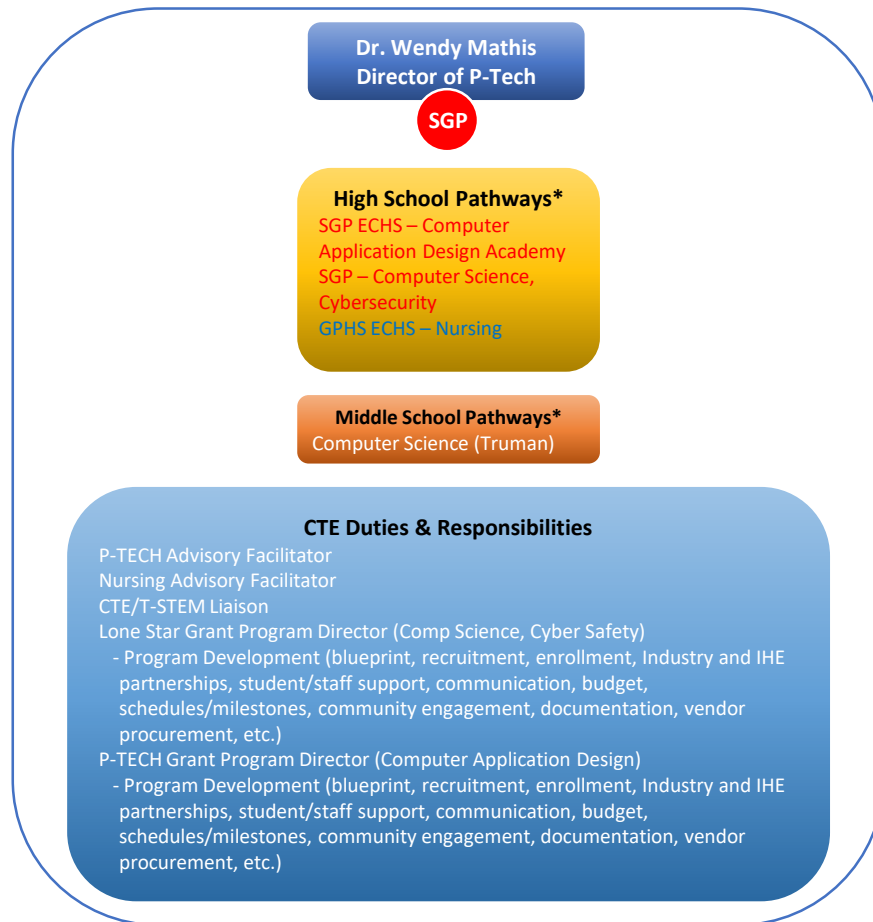 Dr. Wendy Mathis
Director of P-Tech
SGP
High School Pathways*
SGP ECHS – Computer
Application Design Academy
SGP – Computer Science,
Cybersecurity
GPHS ECHS – Nursing
Middle School Pathways*
Computer Science (Truman)
CTE Duties & Responsibilities
P-TECH Advisory Facilitator
Nursing Advisory Facilitator
CTE/T-STEM Liaison
Lone Star Grant Program Director (Comp Science, Cyber Safety)
- Program Development (blueprint, recruitment, enrollment, Industry and IHE
partnerships, student/staff support, communication, budget,
schedules/milestones, community engagement, documentation, vendor
procurement, etc.)
P-TECH Grant Program Director (Computer Application Design)
- Program Development (blueprint, recruitment, enrollment, Industry and IHE
partnerships, student/staff support, communication, budget,
schedules/milestones, community engagement, documentation, vendor
procurement, etc.)